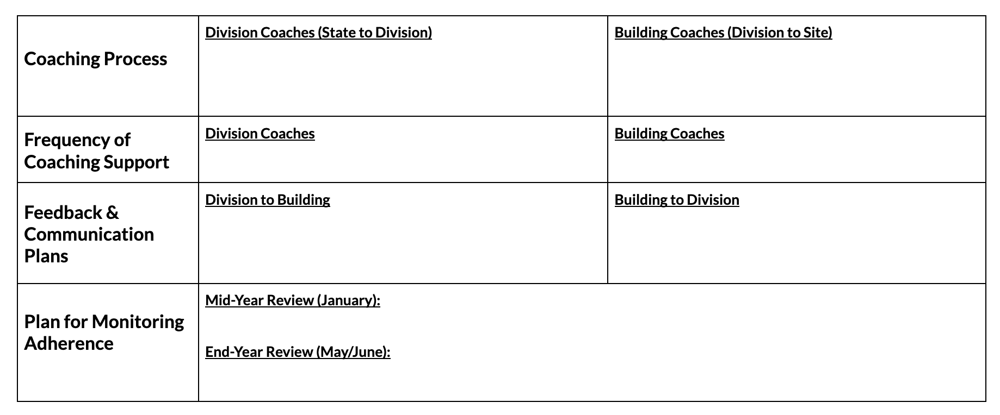 Coaching Process
Division Coaches (State to Division)
Building Coaches (Division to Site)
Frequency of
Coaching Support
Division Coaches
Building Coaches
Feedback &
Communication
Plans
Division to Building
Building to Division
Plan for Monitoring
Adherence
Mid-Year Review (January):
End-Year Review (May/June):